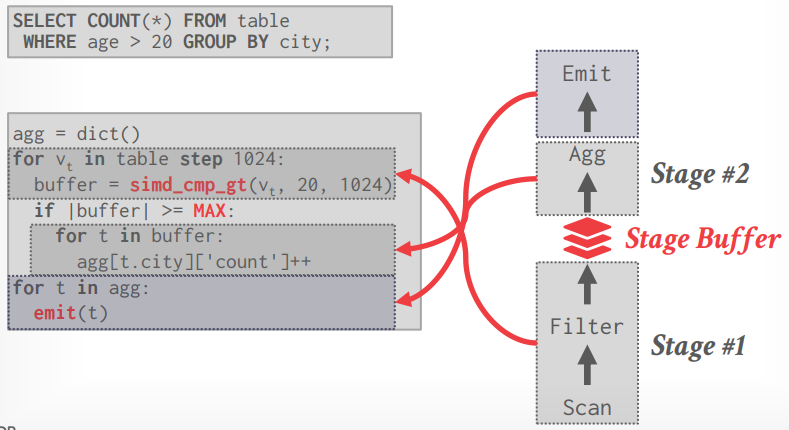 SELECT COUNT(*) FROM table
WHERE age > 20 GROUP BY city;
agg = dict()
for vt in table step 1024:
buffer = simd_cmp_gt(vt, 20, 1024)
if |buffer| >= MAX:
for t in buffer:
agg[t.city]['count']++
for t in agg:
emit(t)
Emit
Agg
Stage #2
Stage Buffer
Filter
Stage #1
Scan